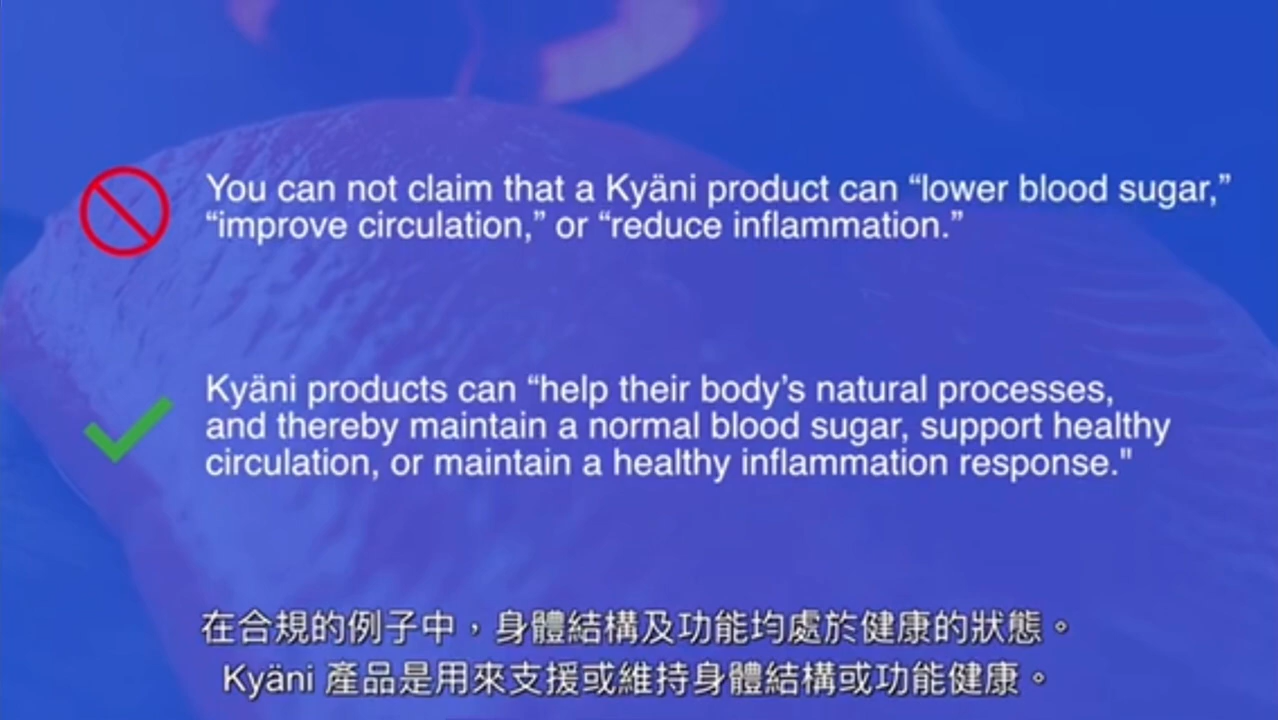 You can not claim that a Kyäni product can “lower blood sugar,”
“improve circulation,” or “reduce inflammation.”
Kyäni products can “help their body’s natural processes,
and thereby maintain a normal blood sugar, support healthy
circulation, or maintain a healthy inflammation response."
在合規的例子中，身體結構及功能均處於健康的狀態。
Kyäni 產品是用來支援或維持身體結構或功能健康。